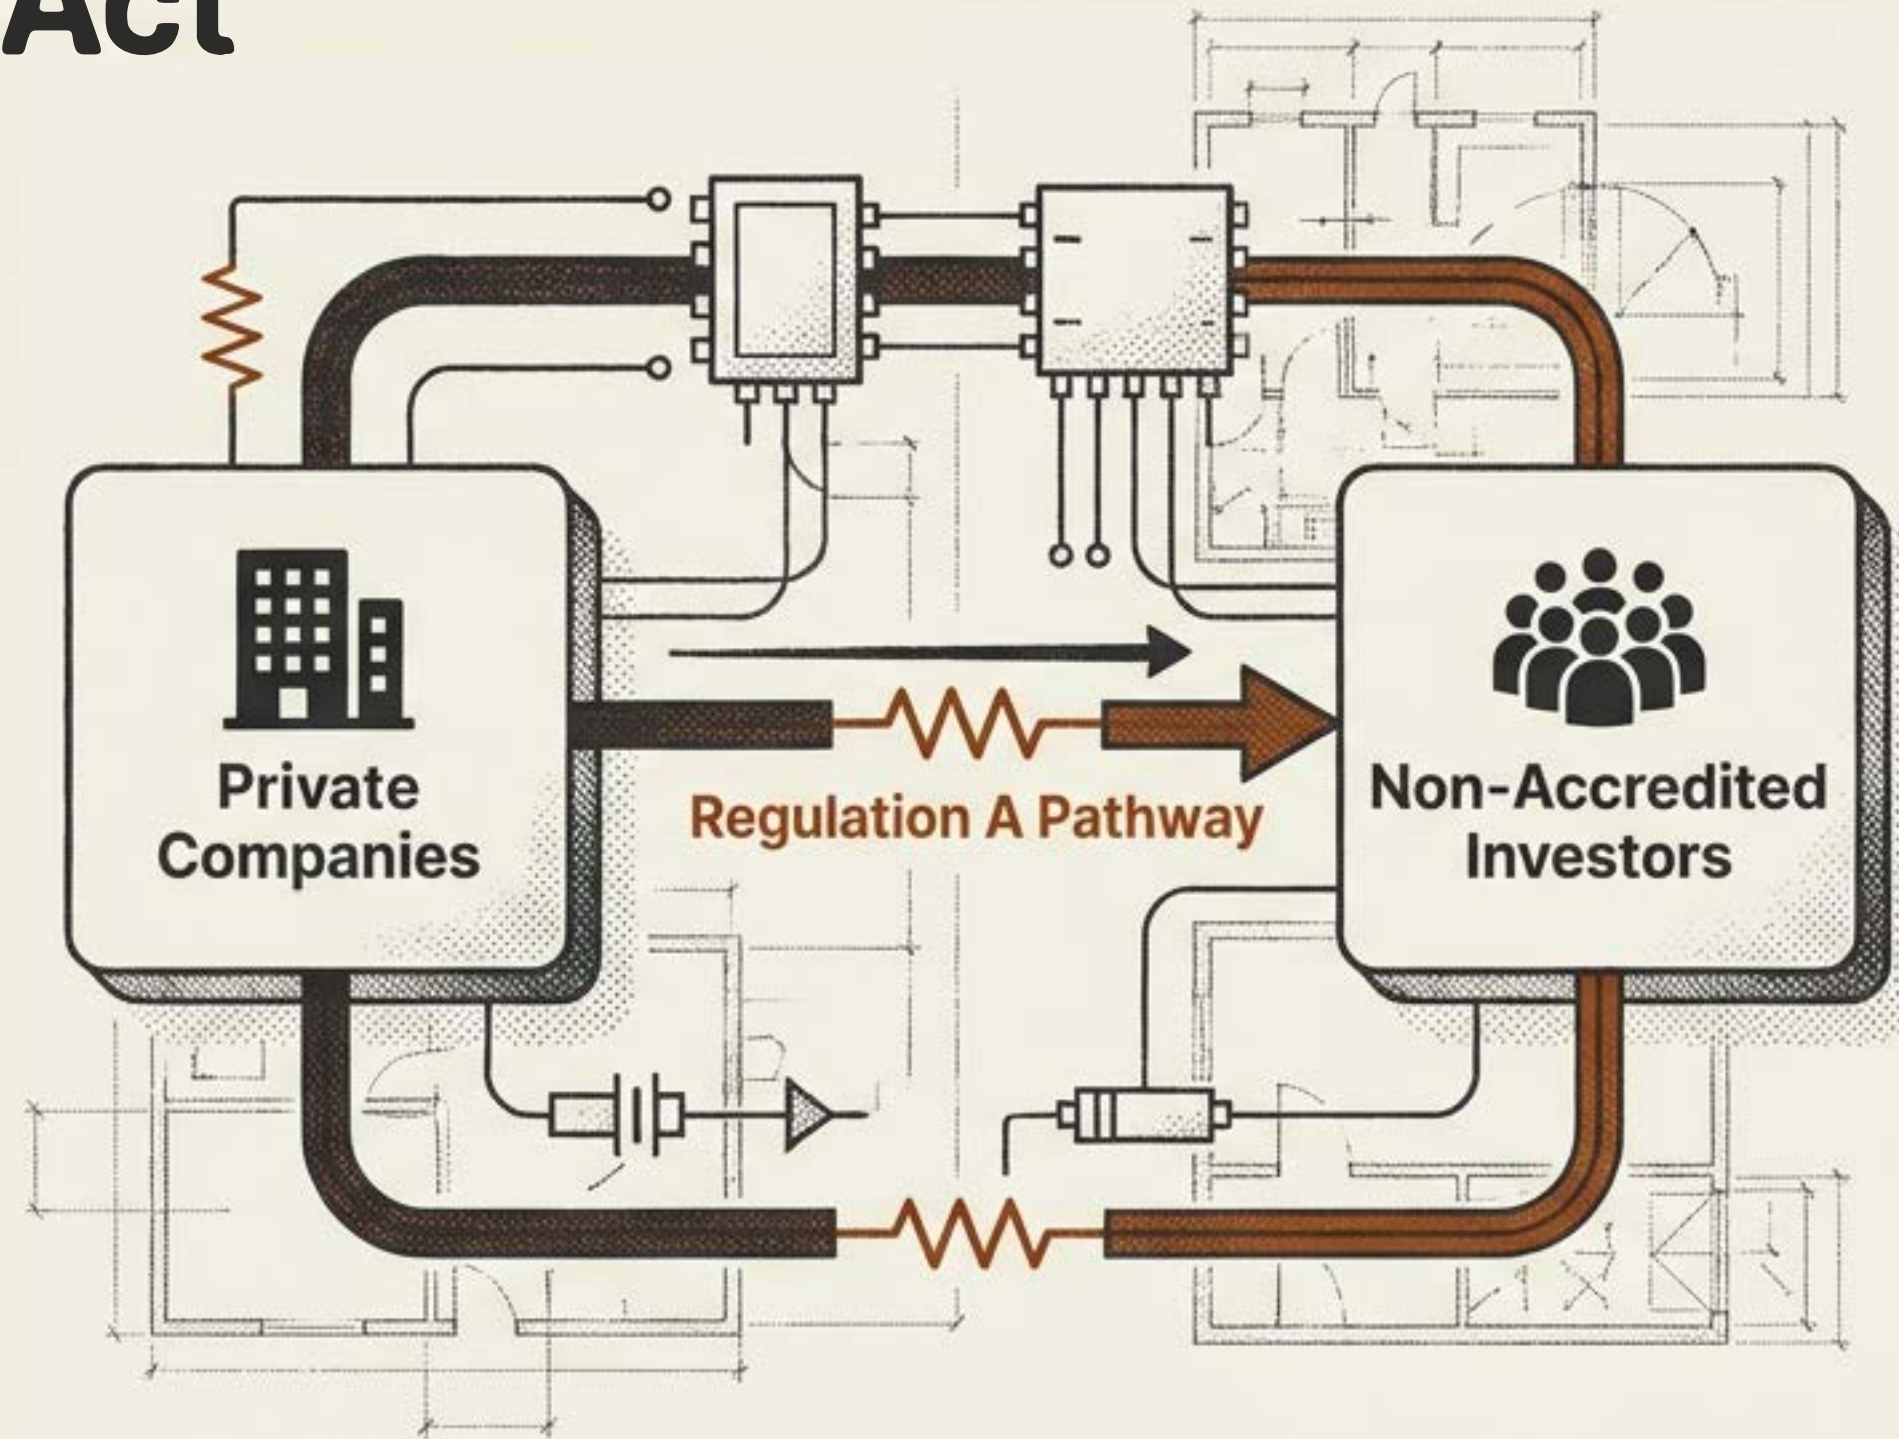 Act
Private
Companies
Regulation A Pathway
Non-Accredited
Investors